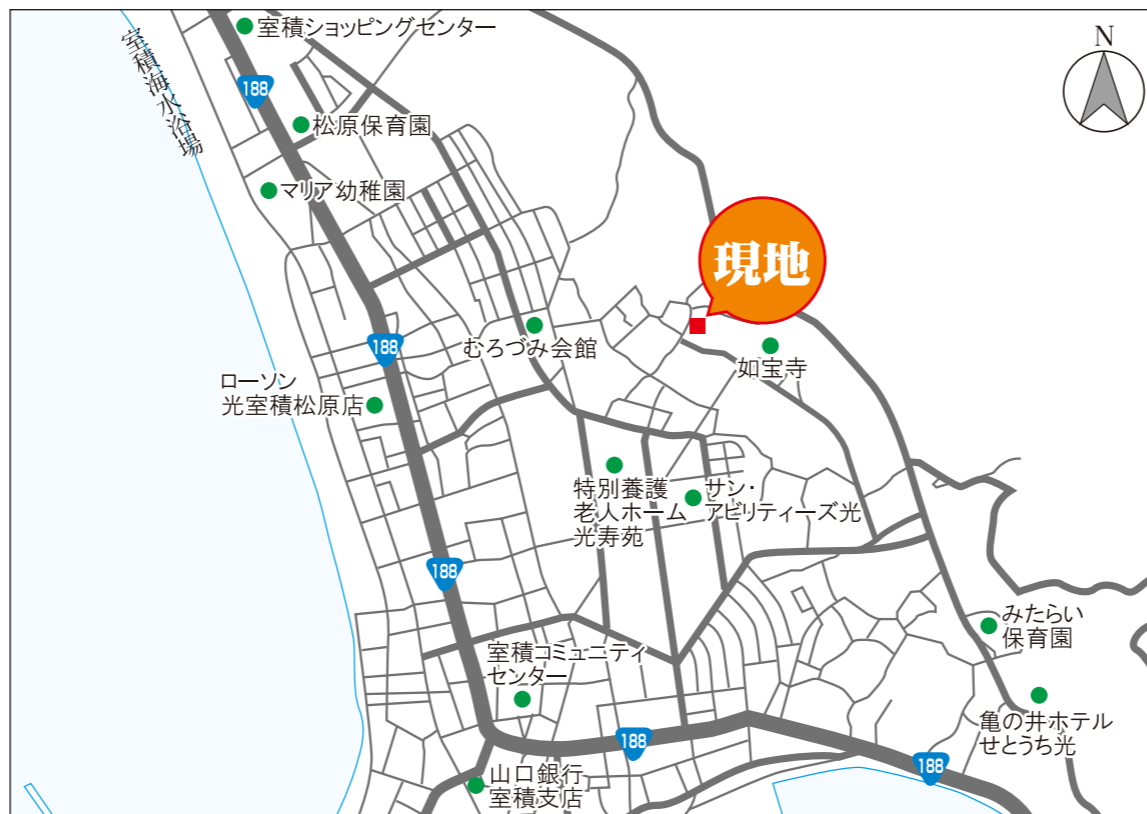 室積ショッピングセンター
N
室積海水浴場
188
松原保育園
マリア幼稚園
現地
むろづみ会館
188
如宝寺
ローソン
光室積松原店
特別養護
老人ホーム
光寿苑
サン・
アビリティーズ光
188
みたらい
保育園
室積コミュニティ
センター
亀の井ホテル
せとうち光
188
188
山口銀行
室積支店